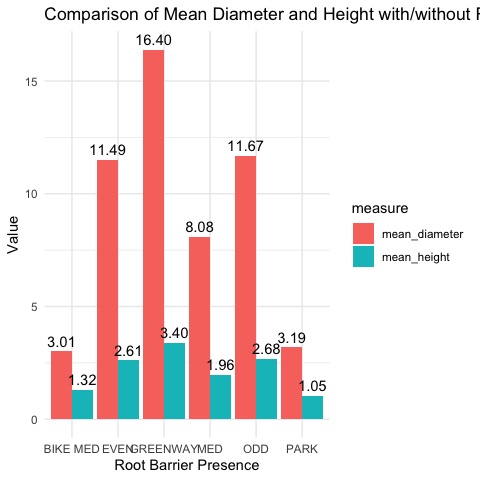 Comparison of Mean Diameter and Height with/without
16.40
15
11.49
11.67
10
8.08
5
3.01
1.32
2.61
3.40
1.96
2.68
3.19
1.05
0
Value
BIKE MED EVEN GREENWAY MED ODD PARK
Root Barrier Presence
measure
mean_diameter
mean_height